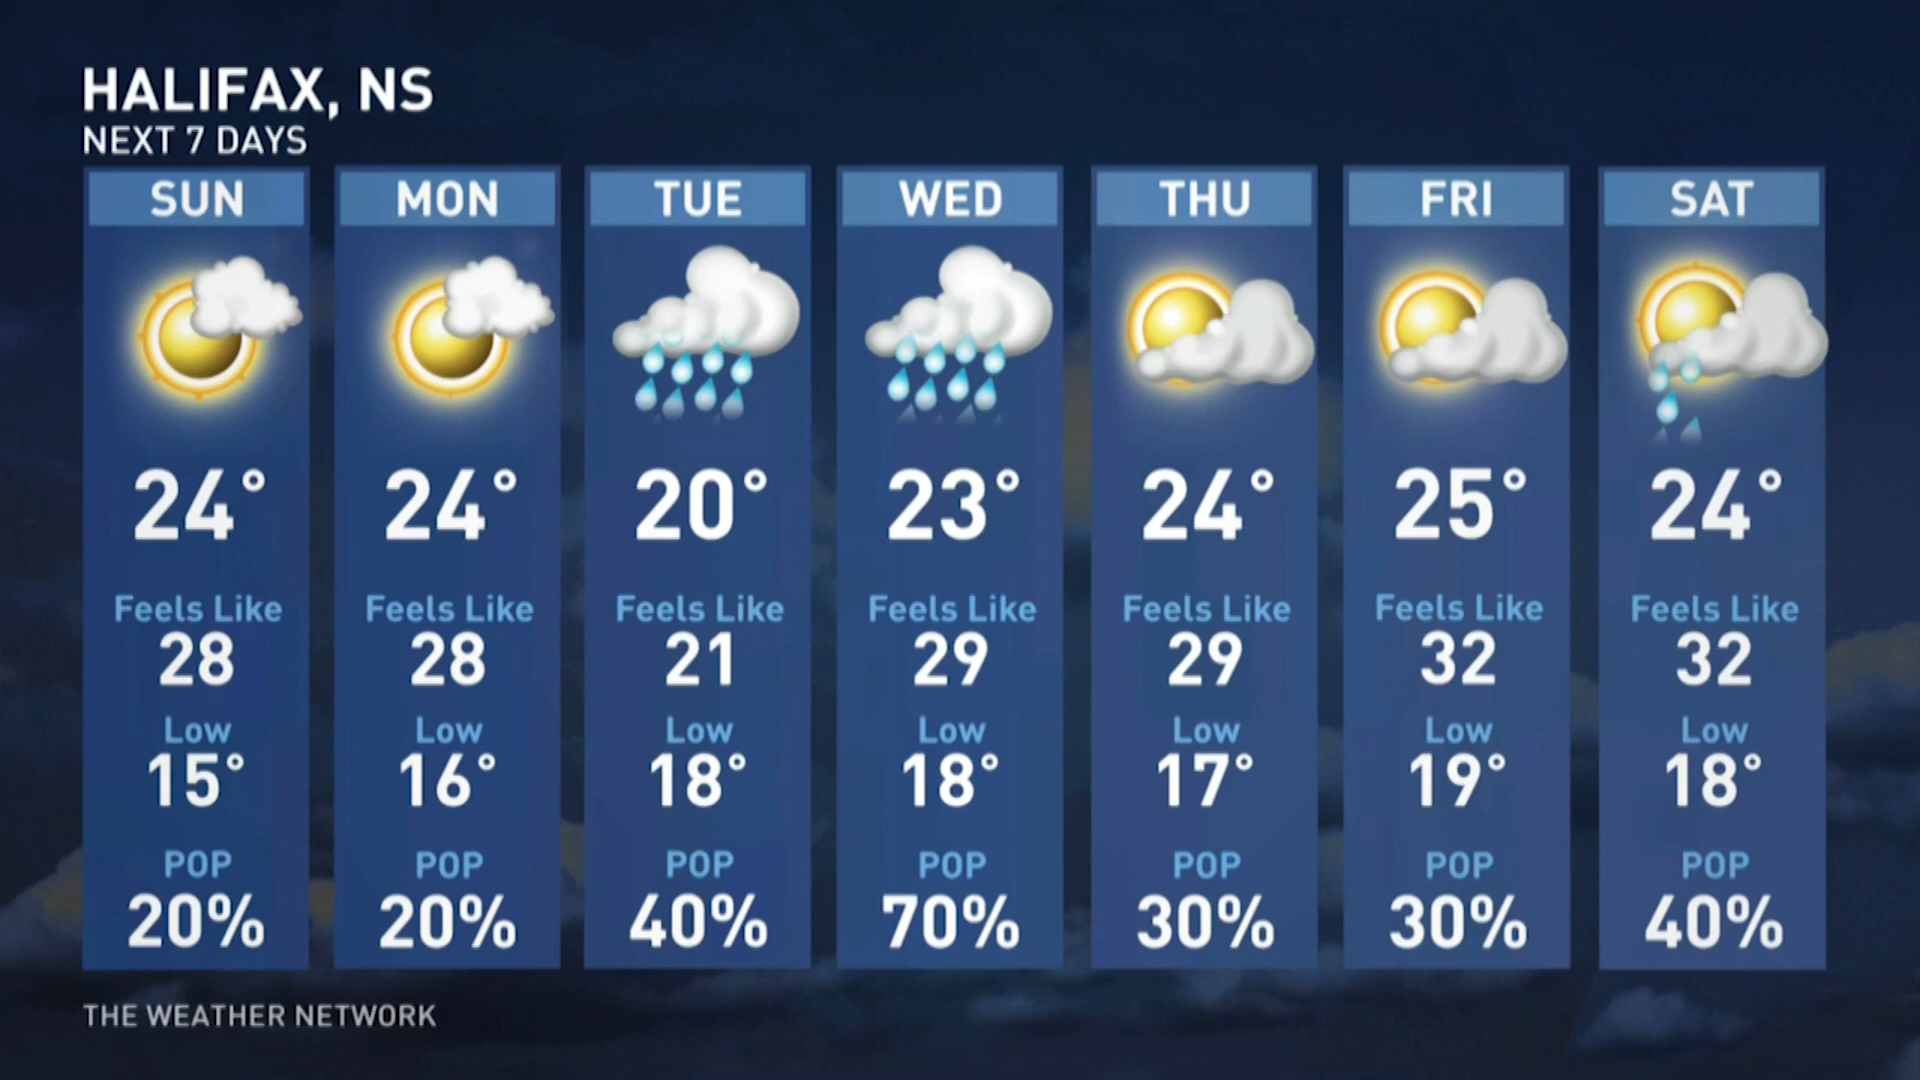 HALIFAX, NS
NEXT 7 DAYS
SUN MON TUE WED THU FRI SAT
24° 24° 20° 23° 24° 25° 24°
Feels Like Feels Like Feels Like Feels Like Feels Like Feels Like Feels Like
28 28 21 29 29 32 32
Low Low Low Low Low Low Low
15° 16° 18° 18° 17° 19° 18°
POP POP POP POP POP POP POP
20% 20% 40% 70% 30% 30% 40%
THE WEATHER NETWORK